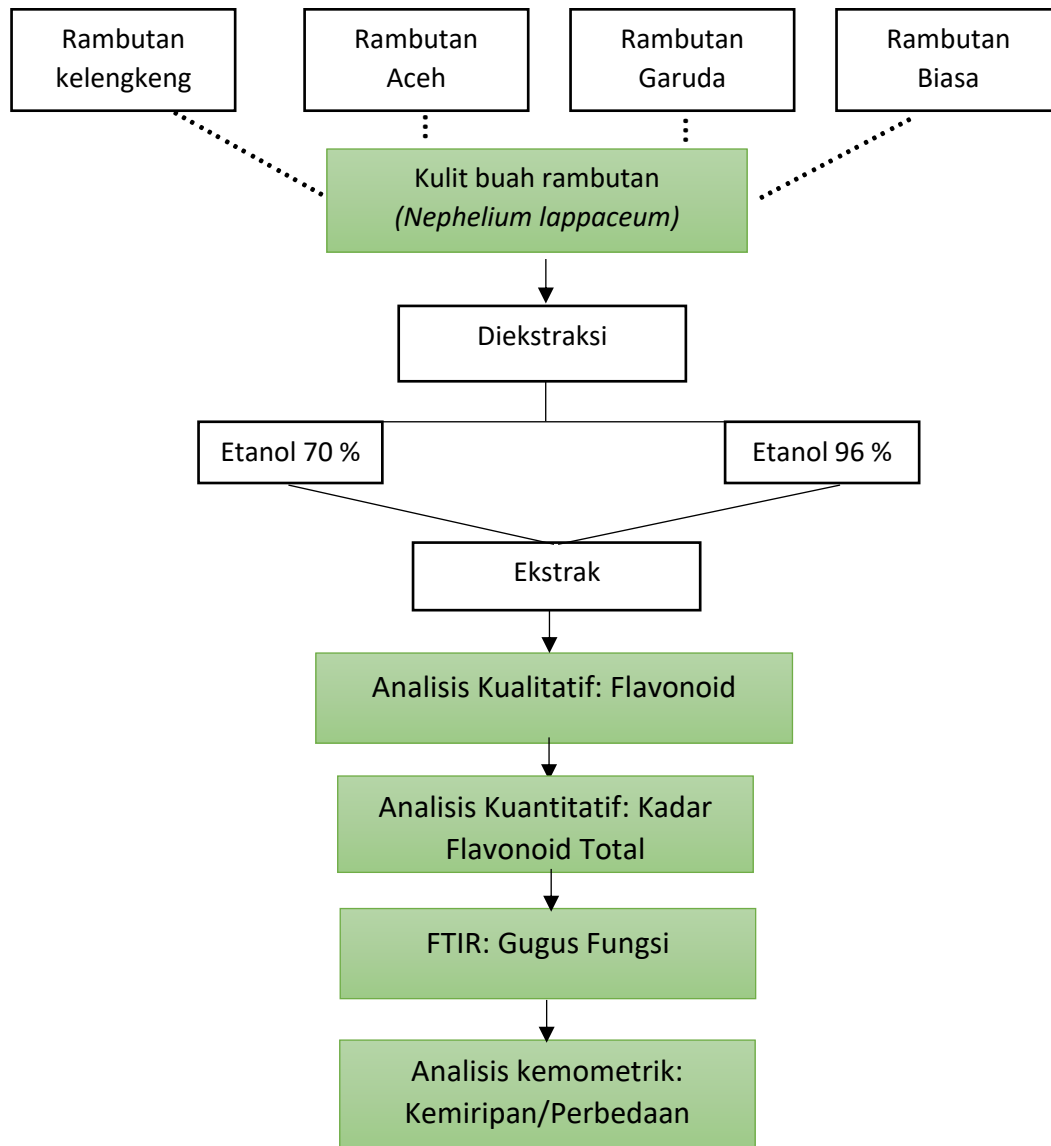 Rambutan
kelengkeng
Rambutan
Aceh
Rambutan
Garuda
Rambutan
Biasa
Kulit buah rambutan
(Nephelium lappaceum)
Diekstraksi
Etanol 70 %
Etanol 96 %
Ekstrak
Analisis Kualitatif: Flavonoid
Analisis Kuantitatif: Kadar
Flavonoid Total
FTIR: Gugus Fungsi
Analisis kemometrik:
Kemiripan/Perbedaan